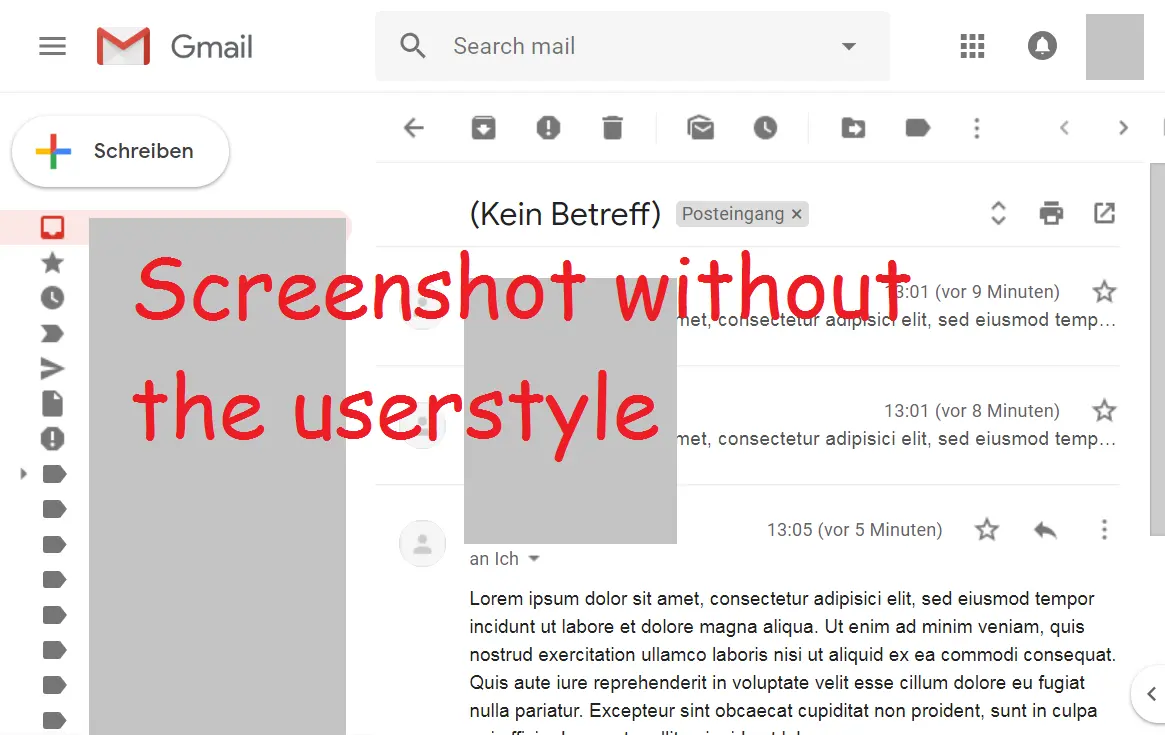 Gmail
Search mail
Schreiben
(Kein Betreff) Posteingang ×
Screenshot without
the userstyle
3:01 (vor 9 Minuten)
met, consectetur adipisci elit, sed eiusmod temp…
13:01 (vor 8 Minuten)
met, consectetur adipisci elit, sed eiusmod temp…
13:05 (vor 5 Minuten)
an Ich
Lorem ipsum dolor sit amet, consectetur adipisici elit, sed eiusmod tempor
incidunt ut labore et dolore magna aliqua. Ut enim ad minim veniam, quis
nostrud exercitation ullamco laboris nisi ut aliquid ex ea commodi consequat.
Quis aute iure reprehenderit in voluptate velit esse cillum dolore eu fugiat
nulla pariatur. Excepteur sint obcaecat cupiditat non proident, sunt in culpa